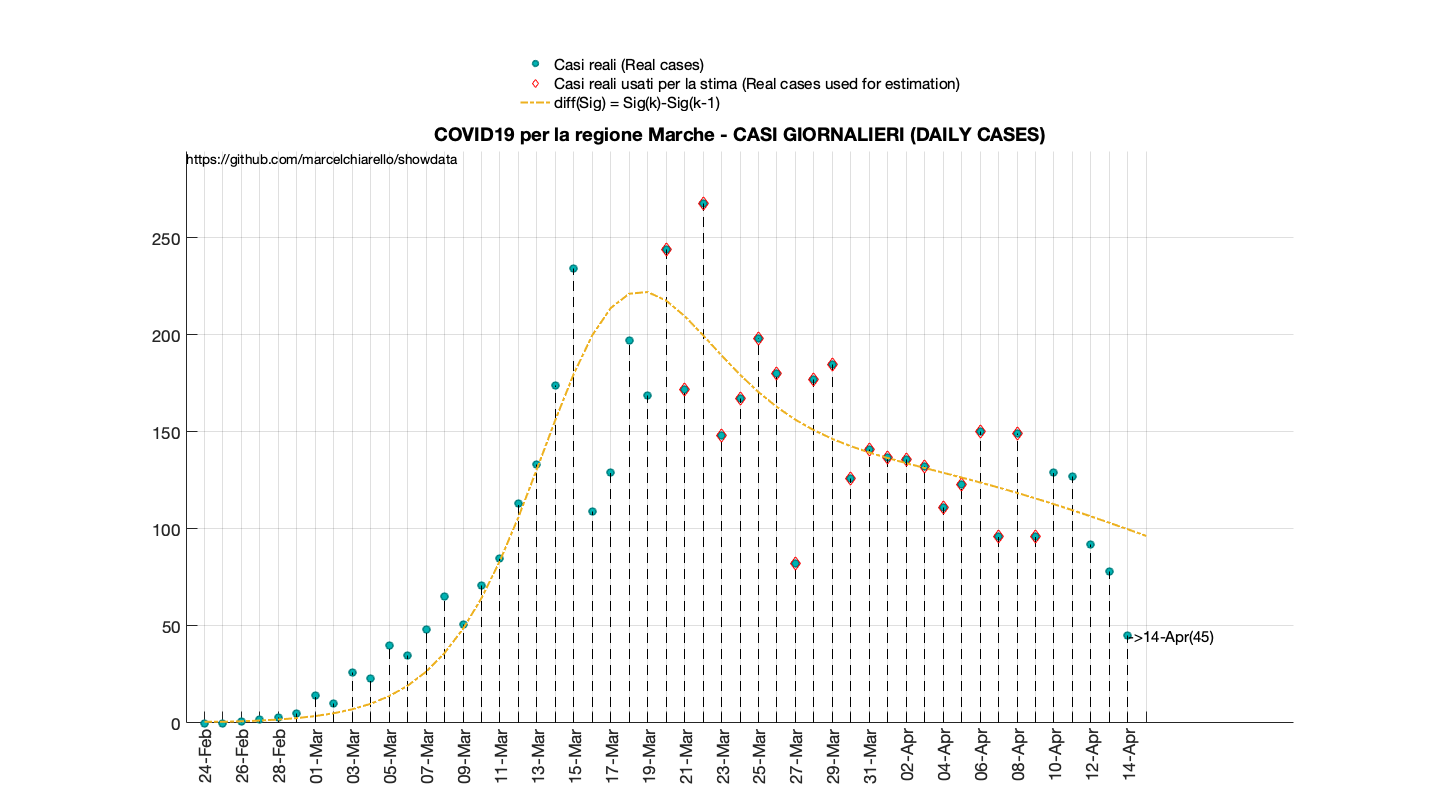 Casi reali (Real cases)
Casi reali usati per la stima (Real cases used for estimation)
diff(Sig) = Sig(k)-Sig(k-1)
COVID19 per la regione Marche - CASI GIORNALIERI (DAILY CASES)
https://github.com/marcelchiarello/showdata
250
200
150
100
50
0
->14-Apr(45)
24-Feb
26-Feb
28-Feb
01-Mar
03-Mar
05-Mar
07-Mar
09-Mar
11-Mar
13-Mar
15-Mar
17-Mar
19-Mar
21-Mar
23-Mar
25-Mar
27-Mar
29-Mar
31-Mar
02-Apr
04-Apr
06-Apr
08-Apr
10-Apr
12-Apr
14-Apr